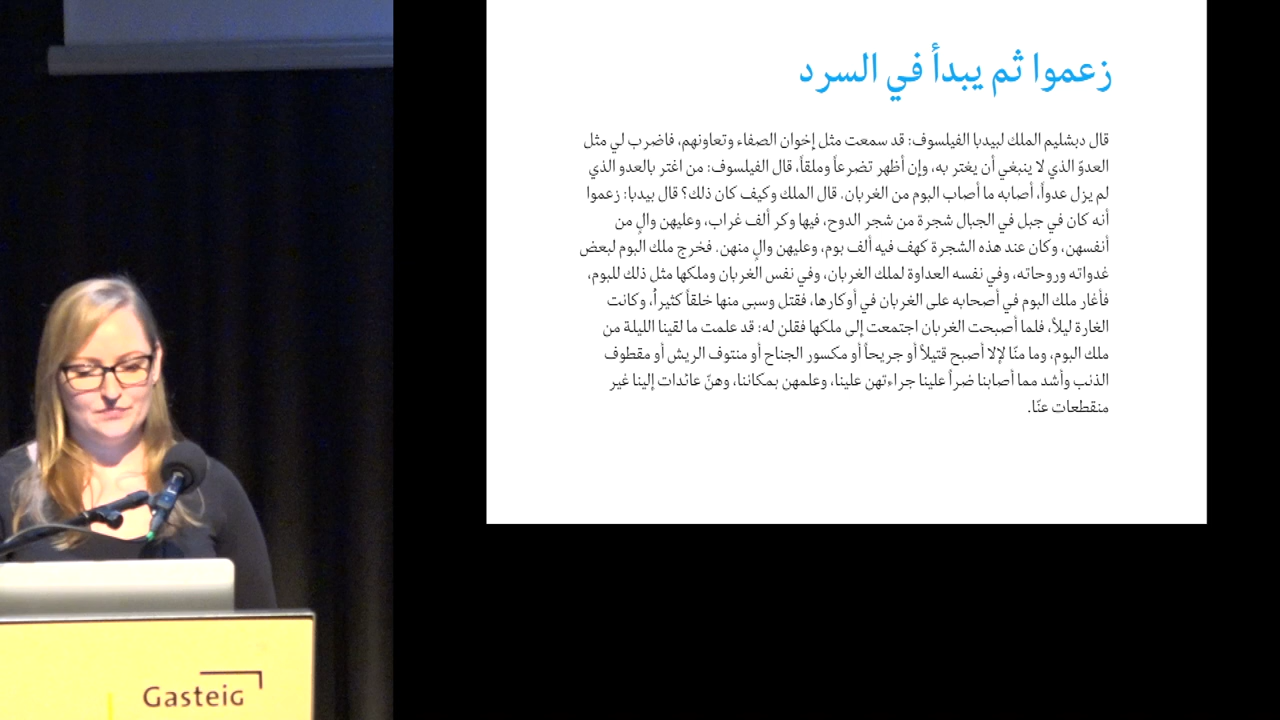 زعموا ثم يبدأ في السرد
قال دبشليم الملك لبيدبا الفيلسوف: قد سمعت مثل إخوان الصفاء وتعاونهم، فاضرب لي مثل
العدوّ الذي لا ينبغي أن يغتر به، وإن أظهر تضرعاً وملقاً، قال الفيلسوف: من اغتر بالعدو الذي
لم يزل عدواً، أصابه ما أصاب البوم من الغربان. قال الملك وكيف كان ذلك؟ قال بيدبا: زعموا
أنه كان في جبل في الجبال شجرة من شجر الدوح، فيها وكر ألف غراب، وعليهن والٍ من
أنفسهن، وكان عند هذه الشجرة كهف فيه ألف بوم، وعليهن والٍ منهن. فخرج ملك البوم لبعض
غدواته وروحاته، وفي نفسه العداوة لملك الغربان، وفي نفس الغربان وملكها مثل ذلك للبوم،
فأغار ملك البوم في أصحابه على الغربان في أوكارها، فقتل وسبى منها خلقاً كثيراً، وكانت
الغارة ليلاً، فلما أصبحت الغربان اجتمعت إلى ملكها فقلن له: قد علمت ما لقينا الليلة من
ملك البوم، وما منّا لإلا أصبح قتيلاً أو جريحاً أو مكسور الجناح أو منتوف الريش أو مقطوف
الذنب وأشد مما أصابنا ضراً علينا جراءتهن علينا، وعلمهن بمكاننا، وهنّ عائدات إلينا غير
منقطعات عنّا.
Gasteig